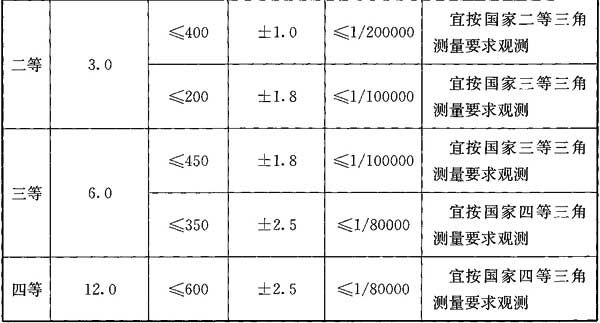 二等 3.0 ≤400 ±1.0 ≤1/200000 宜按国家二等三角
测量要求观测
≤200 ±1.8 ≤1/100000 宜按国家三等三角
测量要求观测
三等 6.0 ≤450 ±1.8 ≤1/100000 宜按国家三等三角
测量要求观测
≤350 ±2.5 ≤1/80000 宜按国家四等三角
测量要求观测
四等 12.0 ≤600 ±2.5 ≤1/80000 宜按国家四等三角
测量要求观测